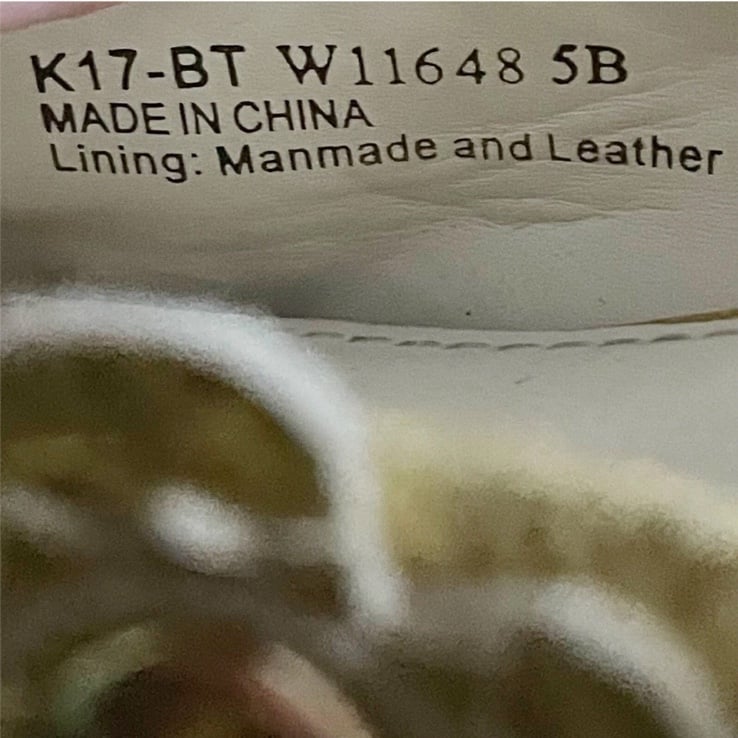 K17-BT W11648 5B
MADE IN CHINA
Lining: Manmade and Leather